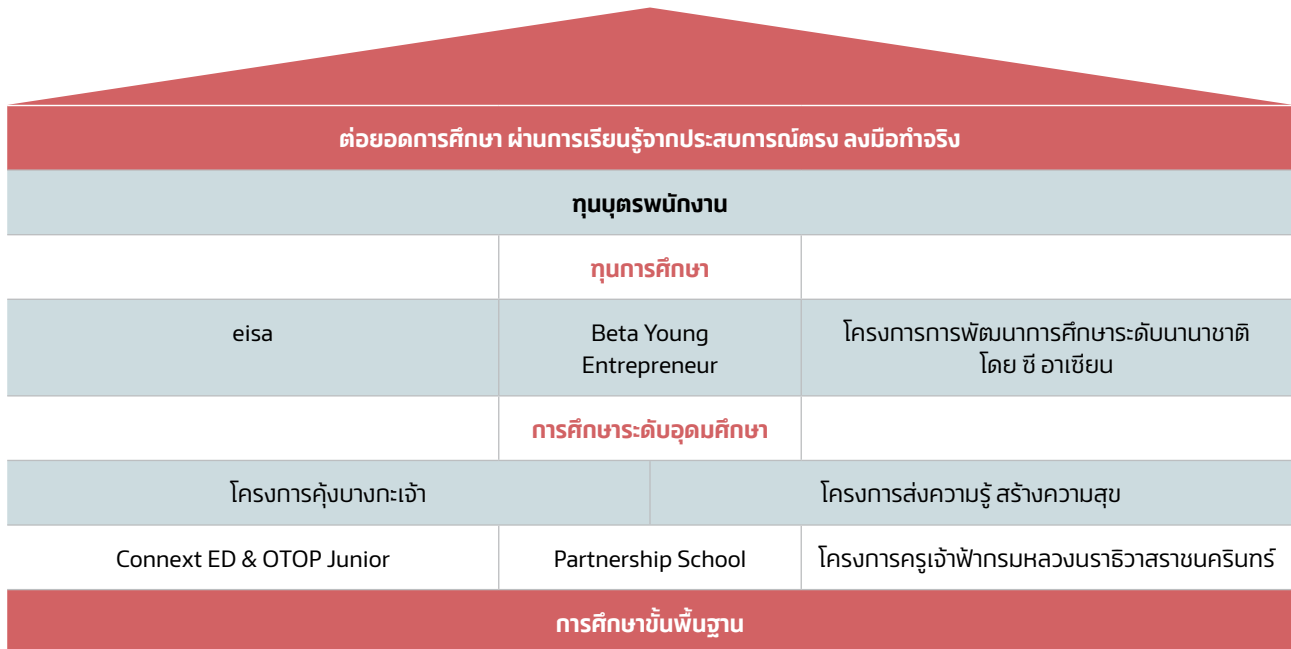 ต่อยอดการศึกษา ผ่านการเรียนรู้จากประสบการณ์ตรง ลงมือทำจริง
ทุนบุตรพนักงาน
ทุนการศึกษา
eisa
Beta Young
Entrepreneur
โครงการการพัฒนาการศึกษาระดับนานาชาติ
โดย ซี อาเซียน
การศึกษาระดับอุดมศึกษา
โครงการคุ้งบางกะเจ้า
โครงการส่งความรู้ สร้างความสุข
Connext ED & OTOP Junior
Partnership School
โครงการครูเจ้าฟ้ากรมหลวงนราธิวาสราชนครินทร์
การศึกษาขั้นพื้นฐาน